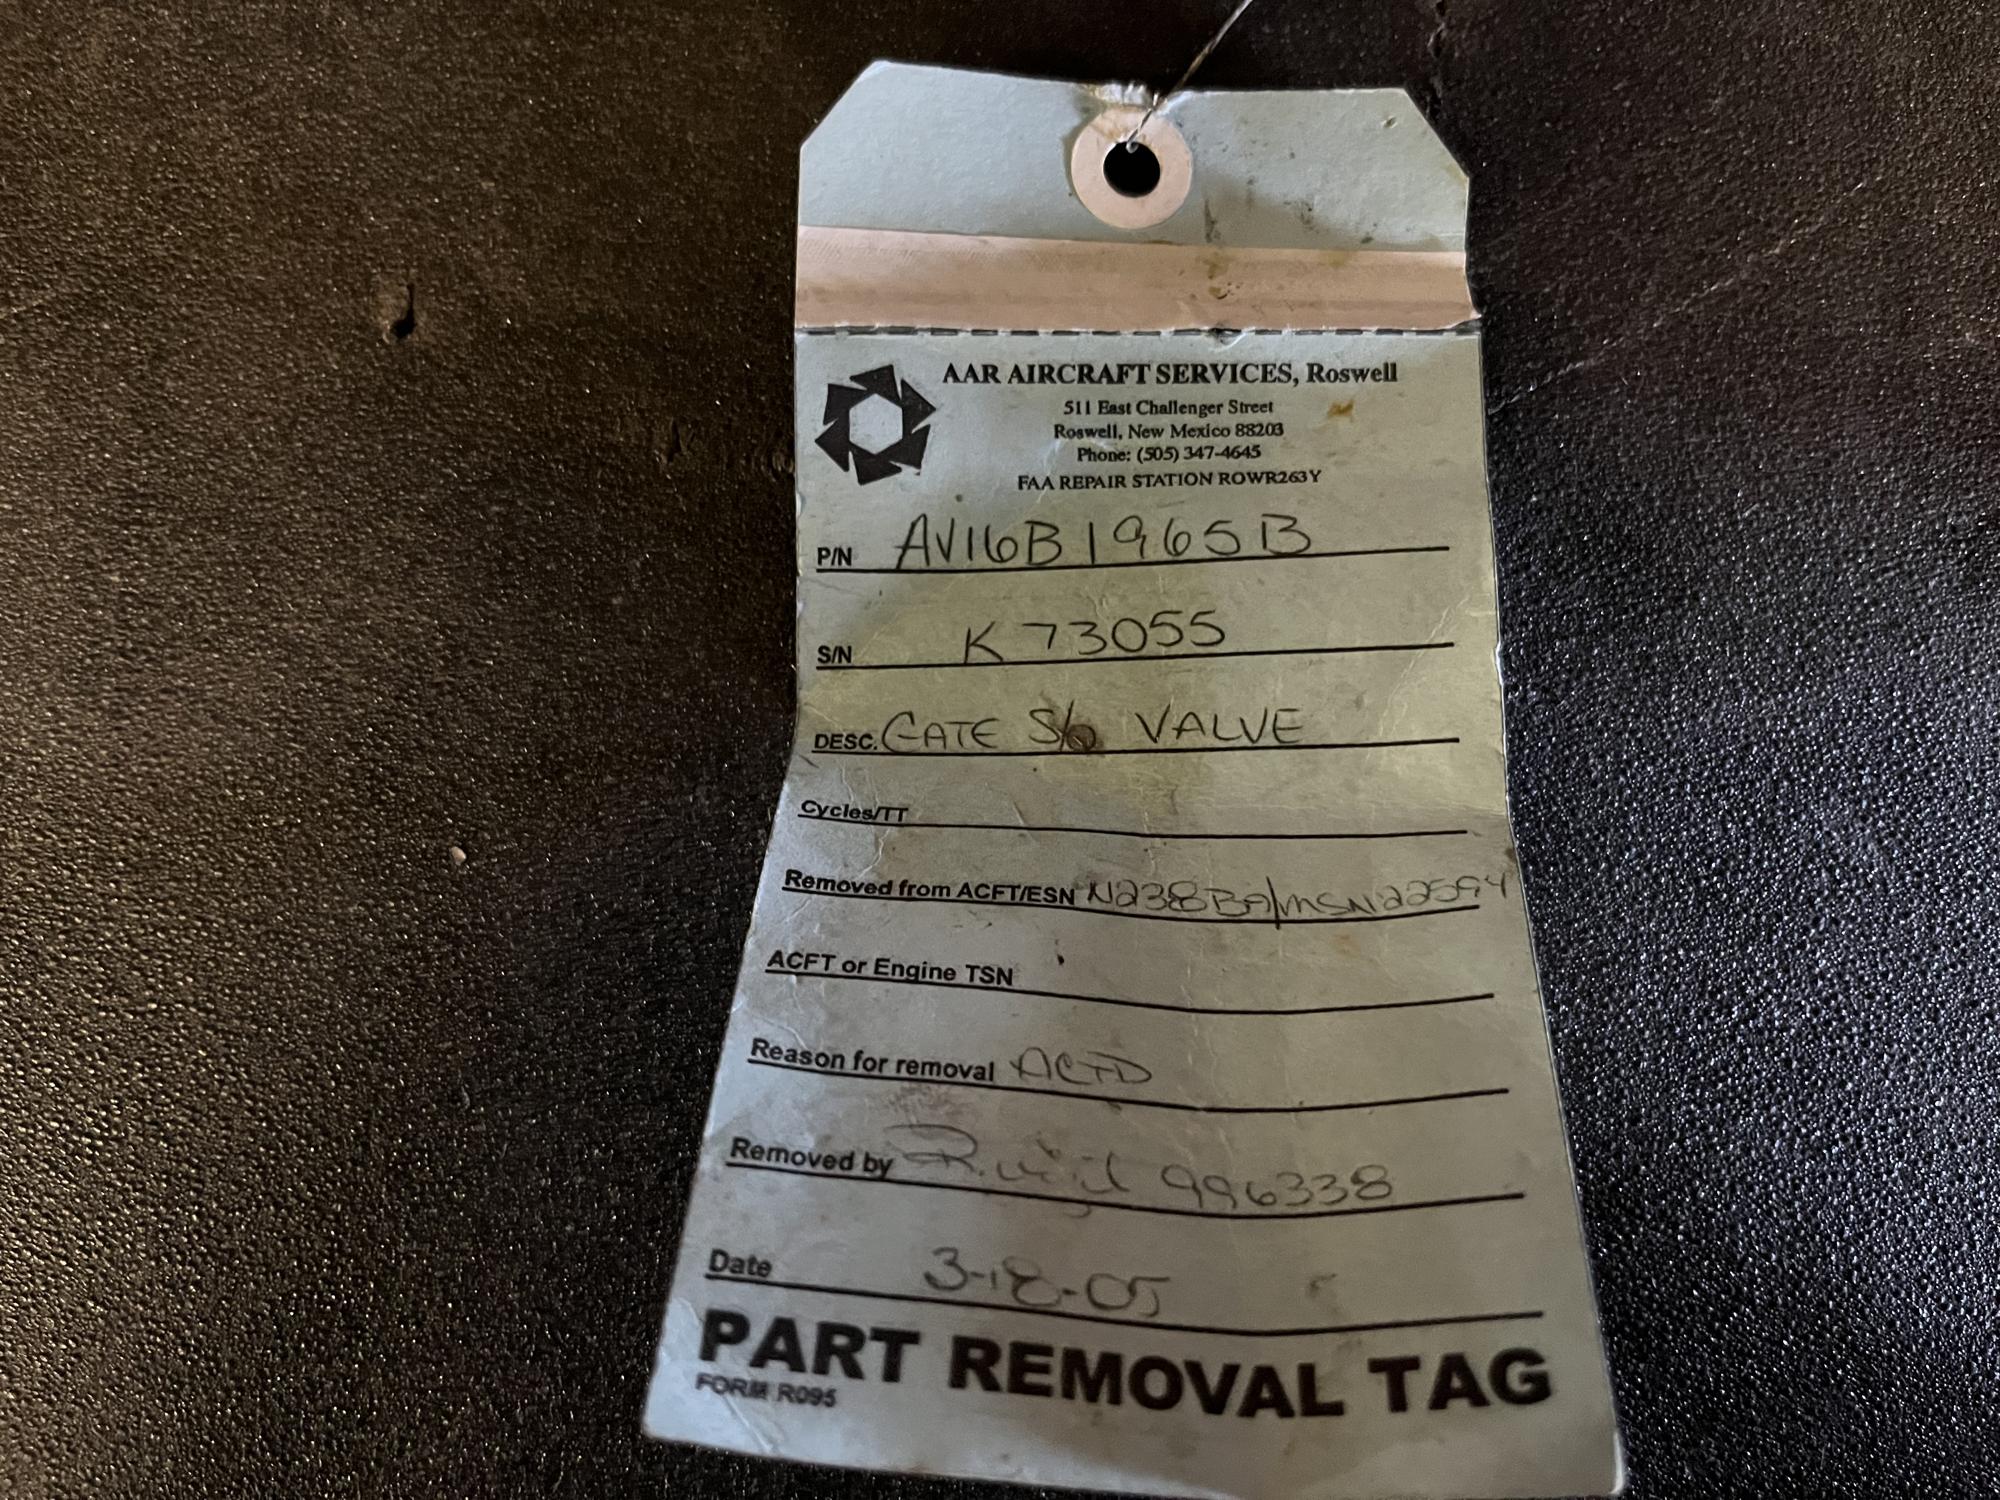 AAR AIRCRAFT SERVICES, Roswell
511 East Challenger Street
Roswell, New Mexico 88203
Phone: (505) 347-4645
FAA REPAIR STATION ROWR263Y
P/N AV16B1965B
S/N K73055
DESC. GATE S/O VALVE
Cycles/TT
Removed from ACFT/ESN N238BA/MSN22594
ACFT or Engine TSN
Reason for removal ACTD
Removed by 996338
Date 3-18-05
PART REMOVAL TAG
FORM R095